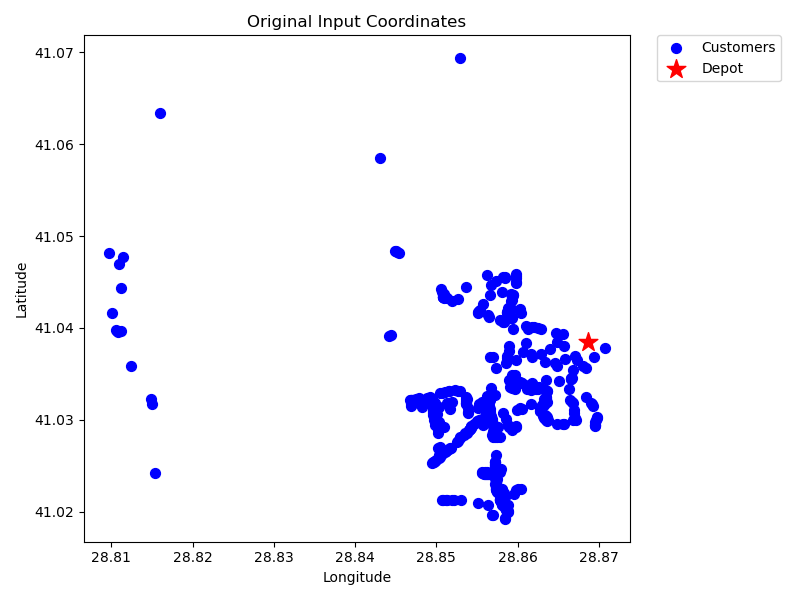 Original Input Coordinates
Customers
Depot
Latitude
41.07
41.06
41.05
41.04
41.03
41.02
28.81 28.82 28.83 28.84 28.85 28.86 28.87
Longitude